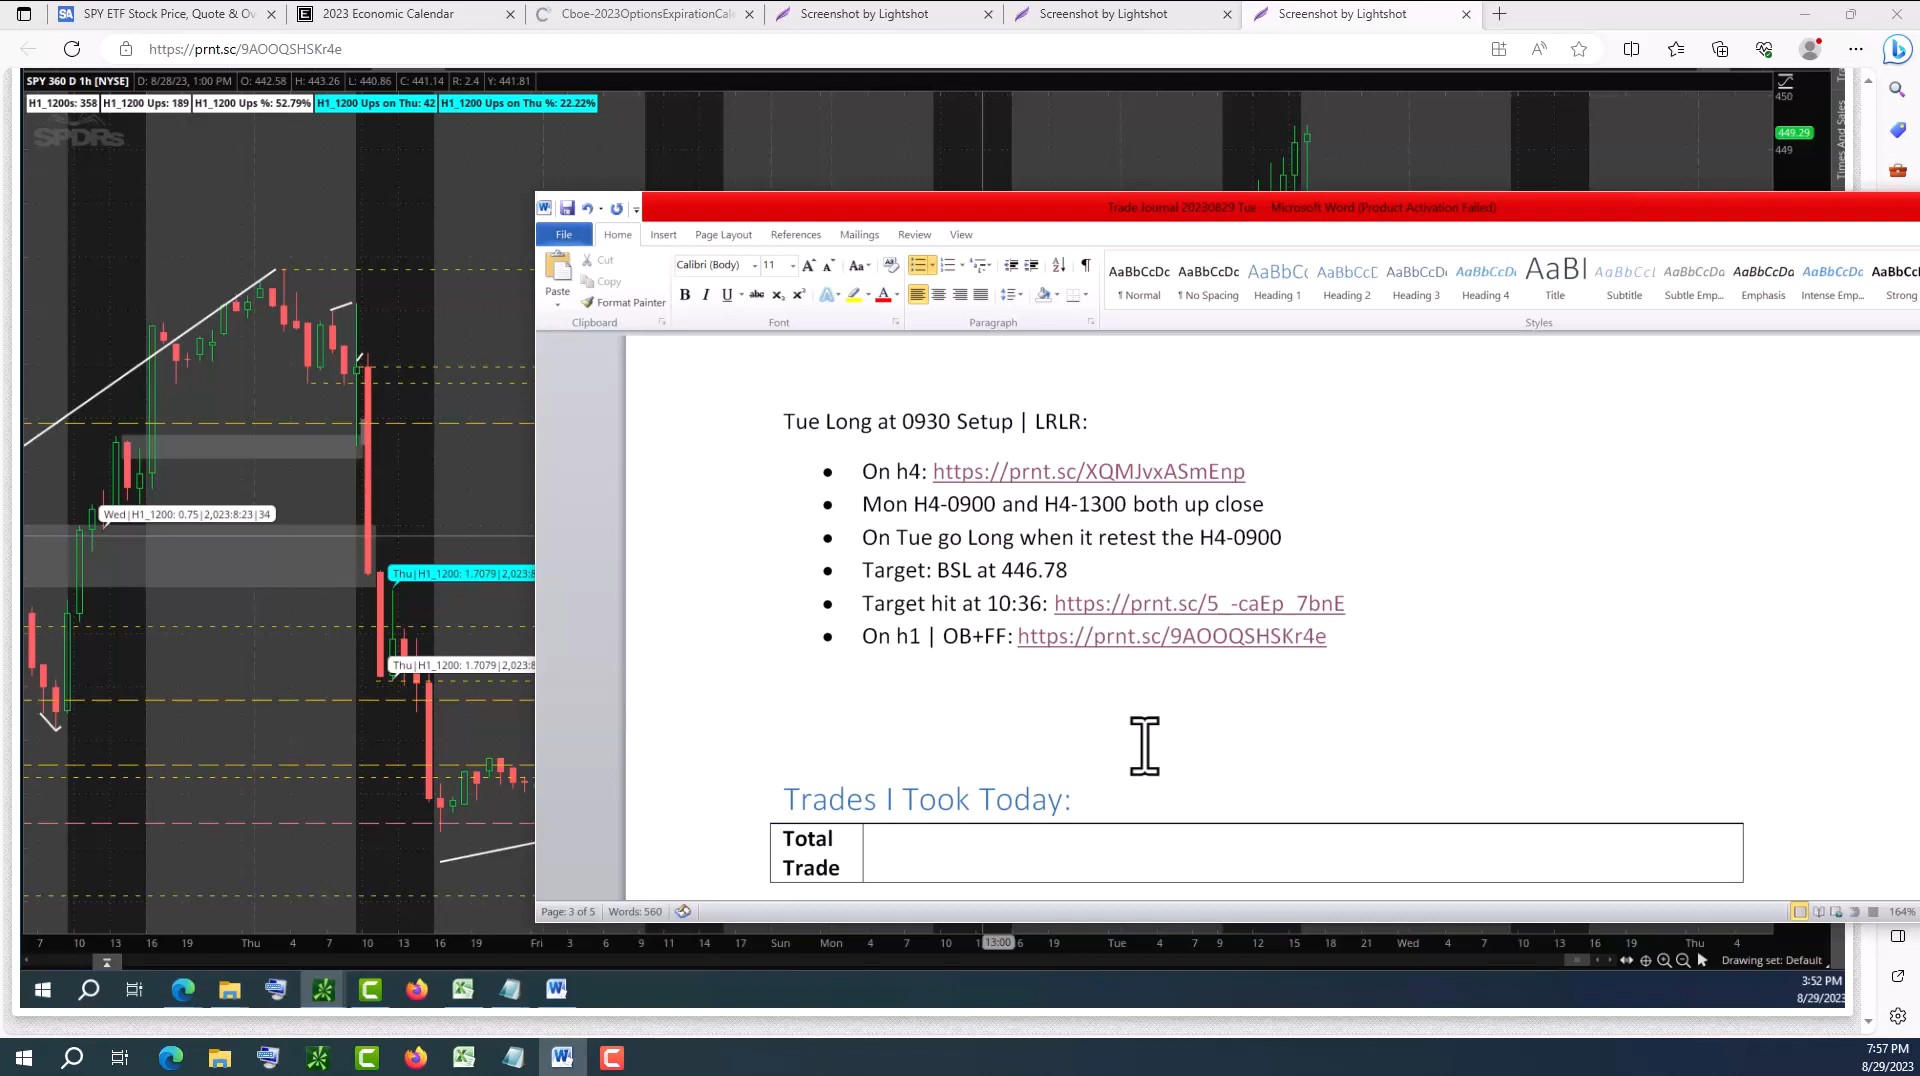 SPY ETF Stock Price, Quote & Ov
2023 Economic Calendar
Cboe-2023OptionsExpirationCale
Screenshot by Lightshot
Screenshot by Lightshot
Screenshot by Lightshot
https://prnt.sc/9AOOQSHSKr4e
SPY 360 D 1h [NYSE] D: 8/28/23, 1:00 PM O: 442.58 H: 443.26 L: 440.86 C: 441.14 R: 2.4 Y: 441.81
H1_1200s: 358 H1_1200 Ups: 189 H1_1200 Ups %: 52.79% H1_1200 Ups on Thu: 42 H1_1200 Ups on Thu %: 22.22%
SPDRs
450
449.29
449
Times And Sales
Trade Journal 20230829 Tue - Microsoft Word (Product Activation Failed)
File Home Insert Page Layout References Mailings Review View
Cut
Copy
Format Painter
Paste
Calibri (Body) 11
Clipboard Font Paragraph Styles
AaBbCcDc AaBbCcDc AaBbCc AaBbCcD AaBbCcDc AaBbCcDc AaBl AaBbCcD AaBbCcDa AaBbCcDa AaBbCcDa AaBbCc
¶ Normal ¶ No Spacing Heading 1 Heading 2 Heading 3 Heading 4 Title Subtitle Subtle Emp... Emphasis Intense Emp... Strong
Wed|H1_1200: 0.75|2,023:8:23|34
Thu|H1_1200: 1.7079|2,023:8
Thu|H1_1200: 1.7079|2,023:8
Tue Long at 0930 Setup | LRLR:
• On h4: https://prnt.sc/XQMJvxASmEnp
• Mon H4-0900 and H4-1300 both up close
• On Tue go Long when it retest the H4-0900
• Target: BSL at 446.78
• Target hit at 10:36: https://prnt.sc/5_-caEp_7bnE
• On h1 | OB+FF: https://prnt.sc/9AOOQSHSKr4e
Trades I Took Today:
Total
Trade
Page: 3 of 5 Words: 560
164%
7 10 13 16 19 Thu 4 7 10 13 16 19 Fri 3 6 9 11 14 17 Sun Mon 4 7 10 13:00 6 19 Tue 4 7 9 12 15 18 21 Wed 4 7 10 13 16 19 Thu 4
Drawing set: Default
3:52 PM
8/29/2023
7:57 PM
8/29/2023